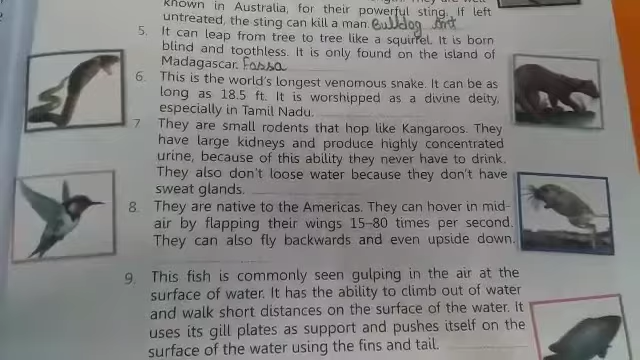 known in Australia, for their powerful sting. If left
untreated, the sting can kill a man. Bulldog Ant
5. It can leap from tree to tree like a squirrel. It is born
blind and toothless. It is only found on the island of
Madagascar. Fassa
6. This is the world's longest venomous snake. It can be as
long as 18.5 ft. It is worshipped as a divine deity,
especially in Tamil Nadu.
7. They are small rodents that hop like Kangaroos. They
have large kidneys and produce highly concentrated
urine, because of this ability they never have to drink.
They also don't loose water because they don't have
sweat glands.
8. They are native to the Americas. They can hover in mid-
air by flapping their wings 15–80 times per second.
They can also fly backwards and even upside down.
9. This fish is commonly seen gulping in the air at the
surface of water. It has the ability to climb out of water
and walk short distances on the surface of the water. It
uses its gill plates as support and pushes itself on the
surface of the water using the fins and tail.